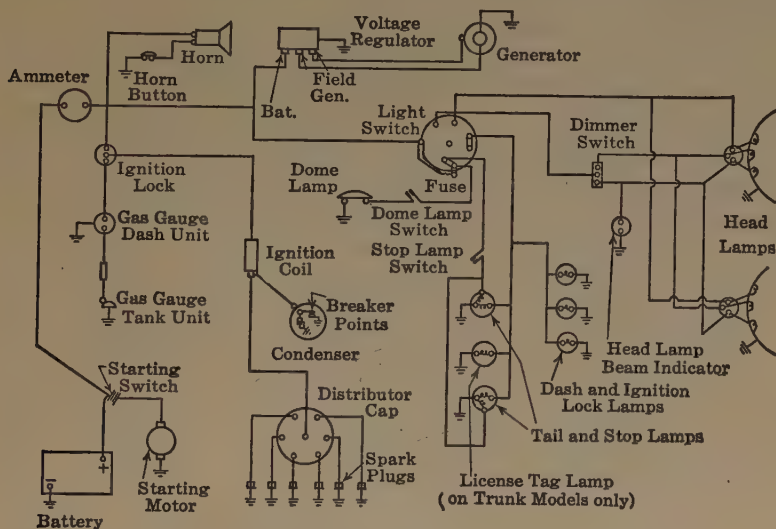 Voltage
Regulator
Generator
Horn
Ammeter
Horn
Button
Field
Gen.
Bat.
Light
Switch
Dimmer
Switch
Ignition
Lock
Dome
Lamp
Fuse
Dome Lamp
Switch
Gas Gauge
Dash Unit
Stop Lamp
Switch
Head
Lamps
Ignition
Coil
Gas Gauge
Tank Unit
Breaker
Points
Condenser
Head Lamp
Beam Indicator
Starting
Switch
Distributor
Cap
Dash and Ignition
Lock Lamps
Tail and Stop Lamps
+
−
Spark
Plugs
Starting
Motor
License Tag Lamp
(on Trunk Models only)
Battery